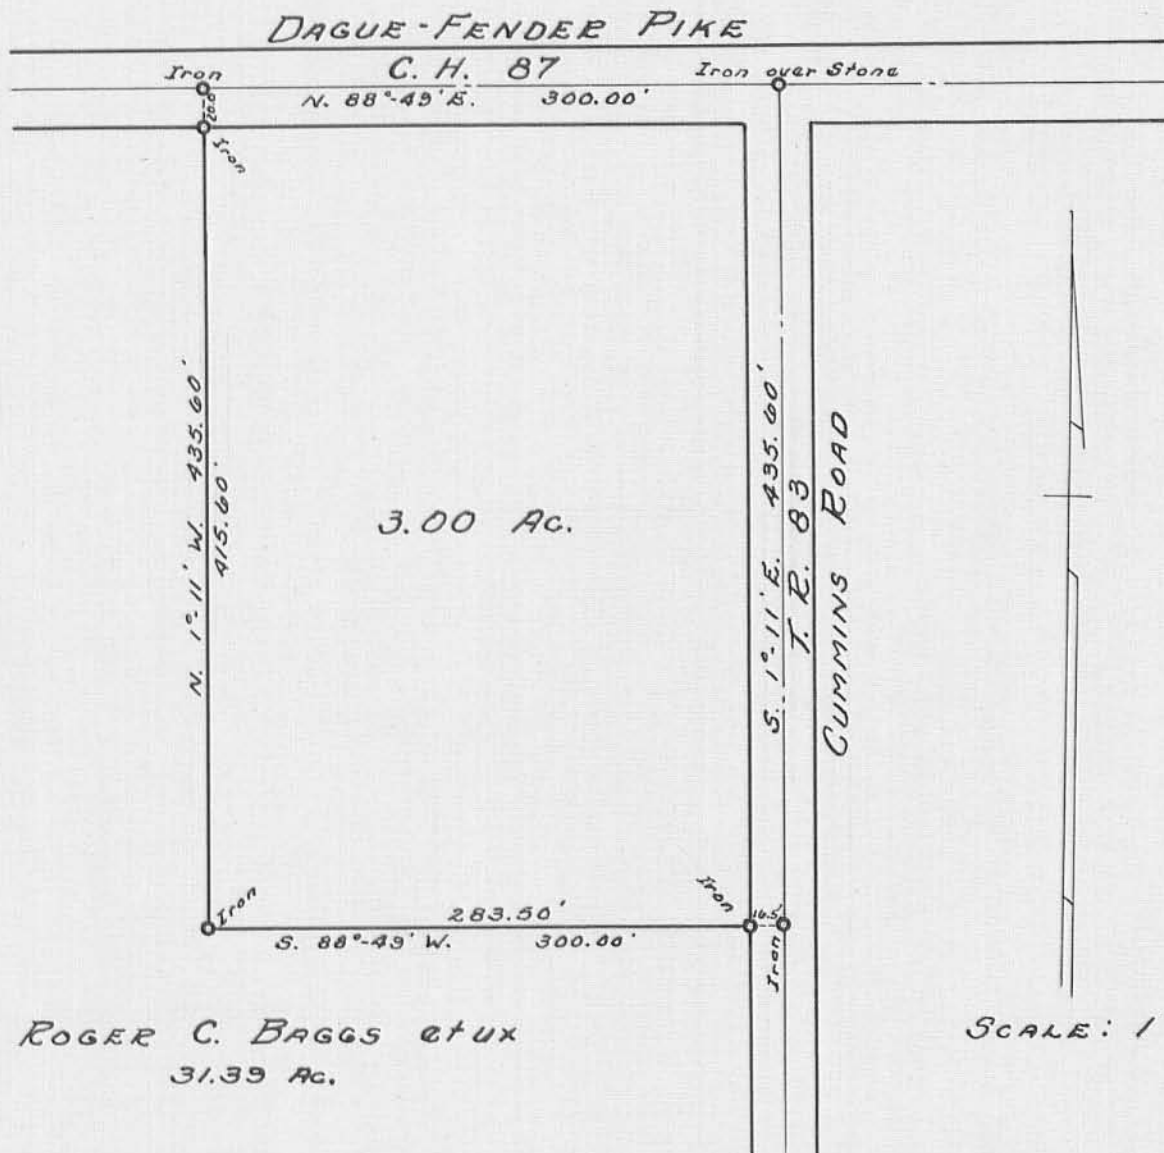 DAGUE-FENDER PIKE
C. H. 87
Iron
Iron over Stone
N. 88°-49' E. 300.00'
20.0'
Iron
N. 1°-11' W. 435.60'
415.60'
3.00 Ac.
S. 1°-11' E. 435.60'
T. R. 83
CUMMINS ROAD
Iron
Iron
283.50'
16.5'
S. 88°-49' W. 300.00'
Iron
ROGER C. BAGGS et ux
31.39 Ac.
SCALE: 1